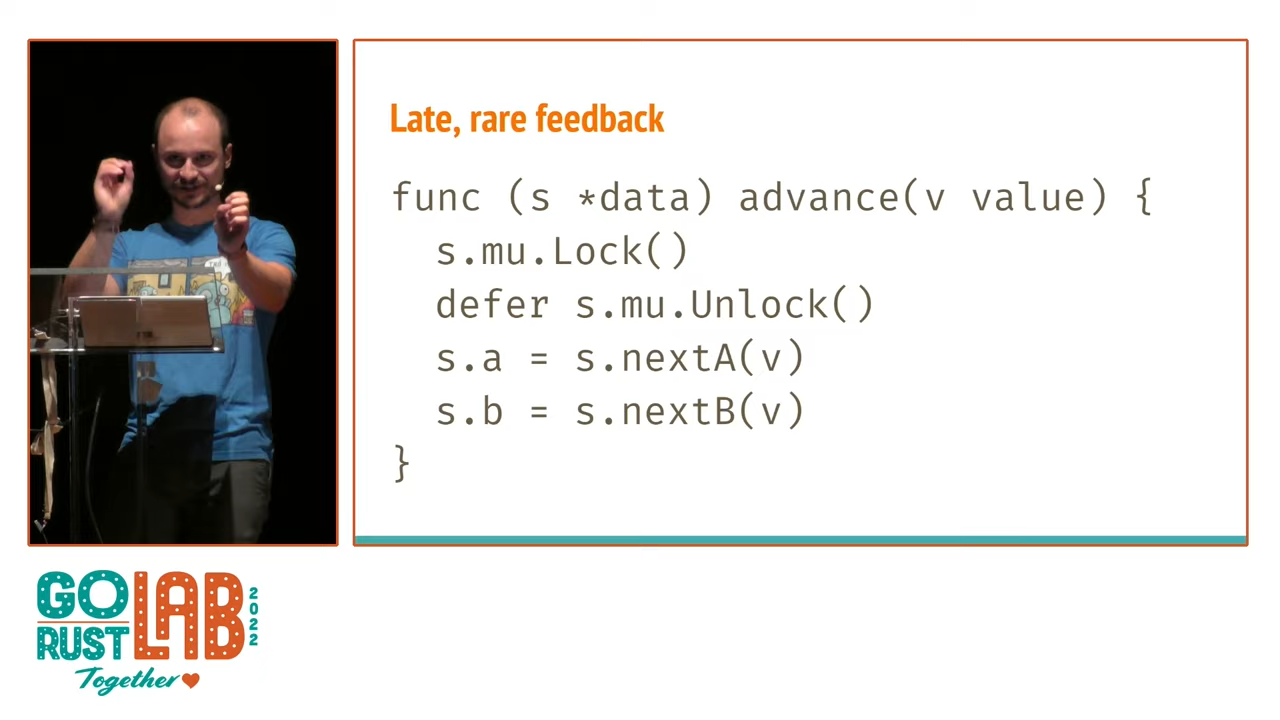 Late, rare feedback
func (s *data) advance(v value) {
s.mu.Lock()
defer s.mu.Unlock()
s.a = s.nextA(v)
s.b = s.nextB(v)
}
GO LAB 2022
RUST
Together